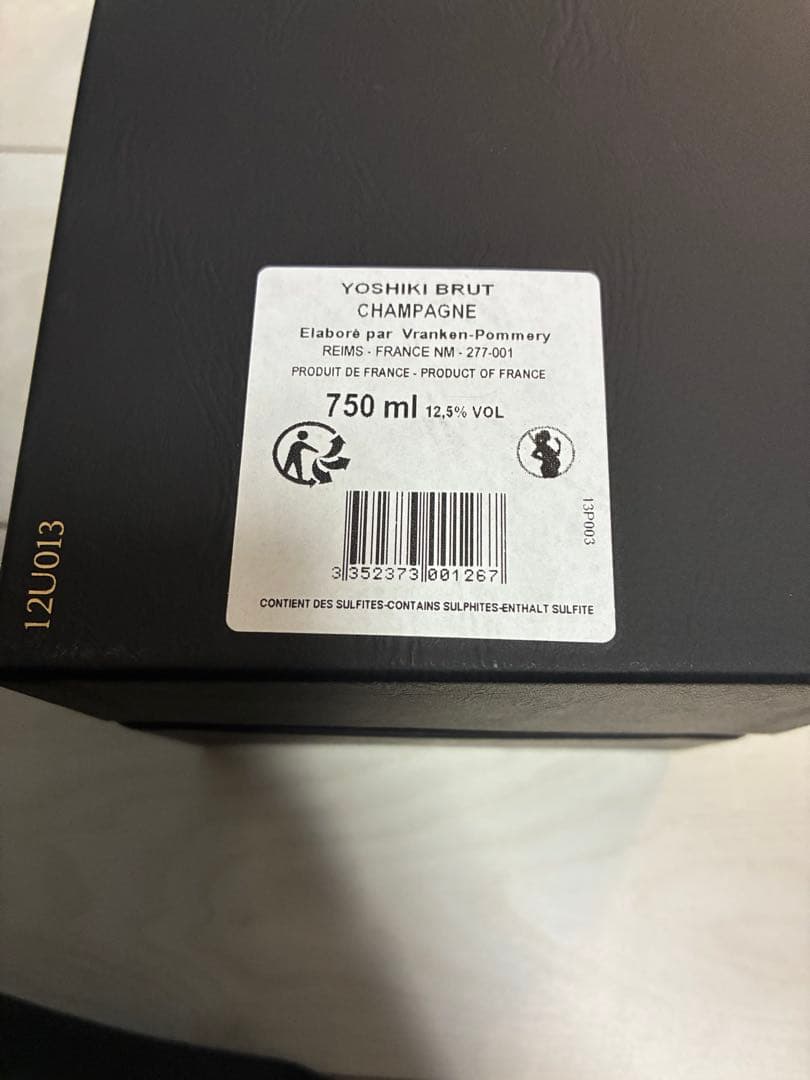 YOSHIKI BRUT
CHAMPAGNE
Elaboré par Vranken-Pommery
REIMS - FRANCE NM - 277-001
PRODUIT DE FRANCE - PRODUCT OF FRANCE
750 ml 12,5% VOL
13P003
3 352373 001267
CONTIENT DES SULFITES-CONTAINS SULPHITES-ENTHALT SULFITE
12U013